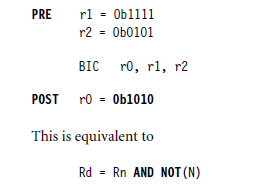 PRE r1 = 0b1111
r2 = 0b0101
BIC r0, r1, r2
POST r0 = 0b1010
This is equivalent to
Rd = Rn AND NOT(N)